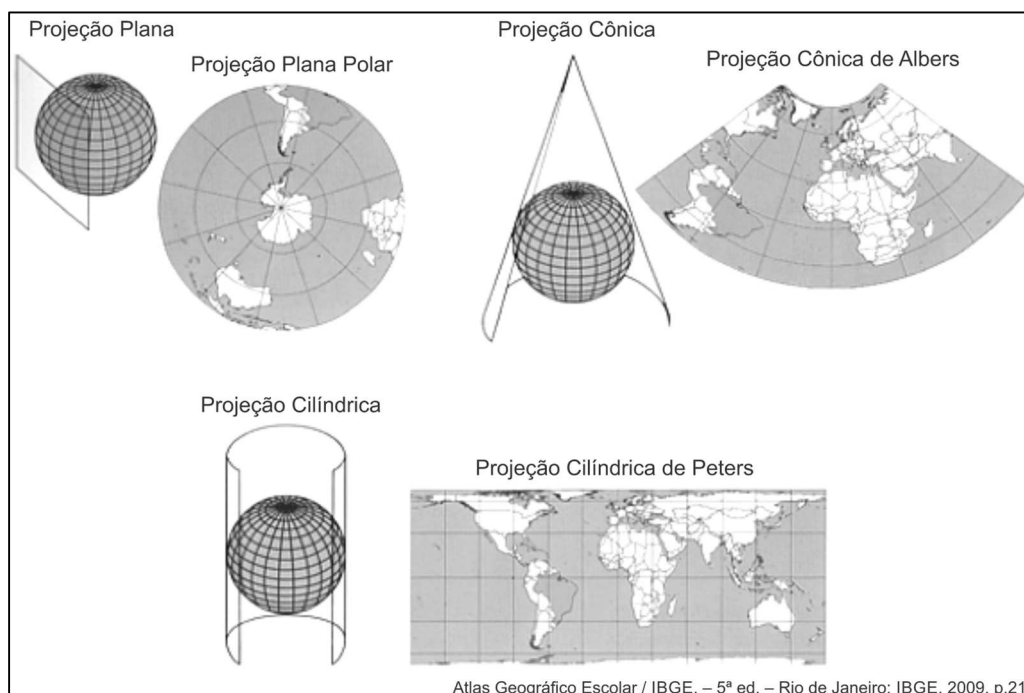 Projeção Plana
Projeção Plana Polar
Projeção Cônica
Projeção Cônica de Albers
Projeção Cilíndrica
Projeção Cilíndrica de Peters
Atlas Geográfico Escolar / IBGE. – 5ª ed. – Rio de Janeiro: IBGE, 2009, p.21